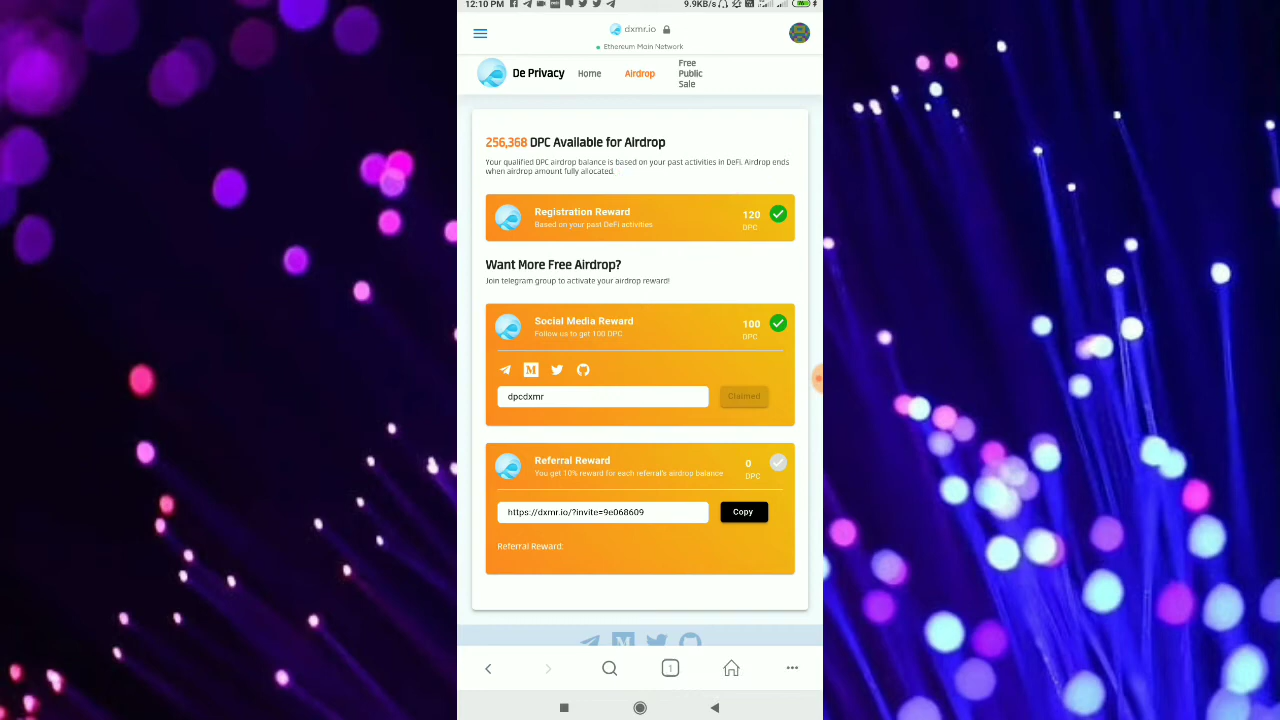 12:10 PM
9.9KB/s
dxmr.io
Ethereum Main Network
De Privacy
Home
Airdrop
Free
Public
Sale
256,368 DPC Available for Airdrop
Your qualified DPC airdrop balance is based on your past activities in DeFi. Airdrop ends
when airdrop amount fully allocated.
Registration Reward
Based on your past DeFi activities
120
DPC
Want More Free Airdrop?
Join telegram group to activate your airdrop reward!
Social Media Reward
Follow us to get 100 DPC
100
DPC
dpcdxmr
Claimed
Referral Reward
You get 10% reward for each referral's airdrop balance
0
DPC
https://dxmr.io/?invite=9e068609
Copy
Referral Reward:
1